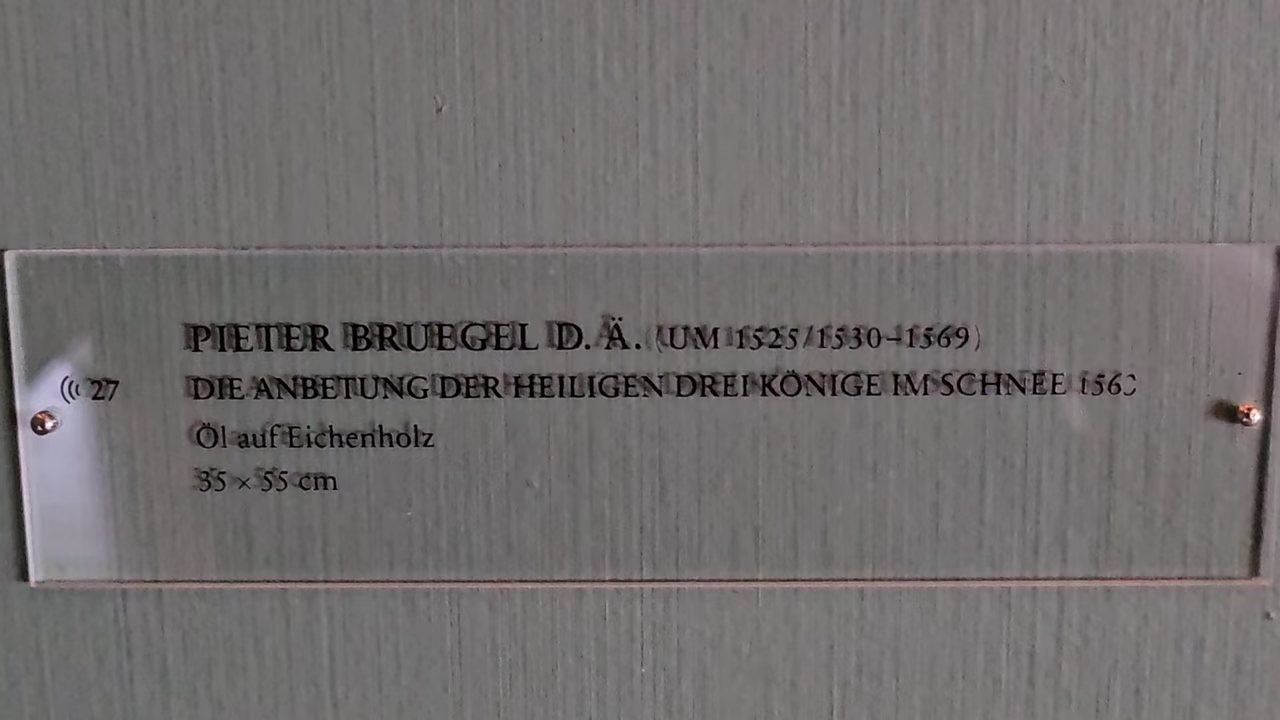 PIETER BRUEGEL D. Ä. (UM 1525/1530–1569)
27 DIE ANBETUNG DER HEILIGEN DREI KÖNIGE IM SCHNEE 1563
Öl auf Eichenholz
35 × 55 cm